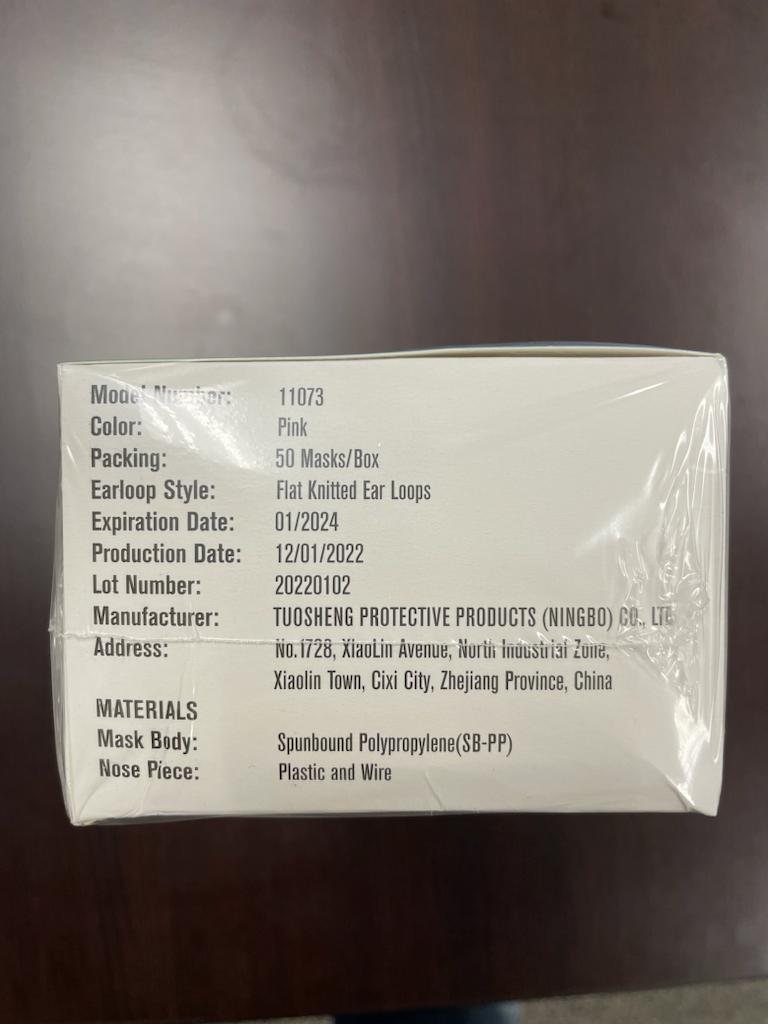 Model Number: 11073
Color: Pink
Packing: 50 Masks/Box
Earloop Style: Flat Knitted Ear Loops
Expiration Date: 01/2024
Production Date: 12/01/2022
Lot Number: 20220102
Manufacturer: TUOSHENG PROTECTIVE PRODUCTS (NINGBO) CO., LTD
Address: No.1728, XiaoLin Avenue, North Industrial Zone,
Xiaolin Town, Cixi City, Zhejiang Province, China
MATERIALS
Mask Body: Spunbound Polypropylene(SB-PP)
Nose Piece: Plastic and Wire